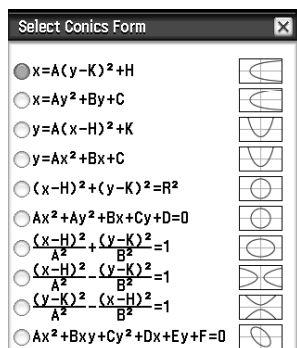 Select Conics Form
x=A(y-K)²+H
x=Ay²+By+C
y=A(x-H)²+K
y=Ax²+Bx+C
(x-H)²+(y-K)²=R²
Ax²+Ay²+Bx+Cy+D=0
(x-H)²/A²+(y-K)²/B²=1
(x-H)²/A²-(y-K)²/B²=1
(y-K)²/A²-(x-H)²/B²=1
Ax²+Bxy+Cy²+Dx+Ey+F=0